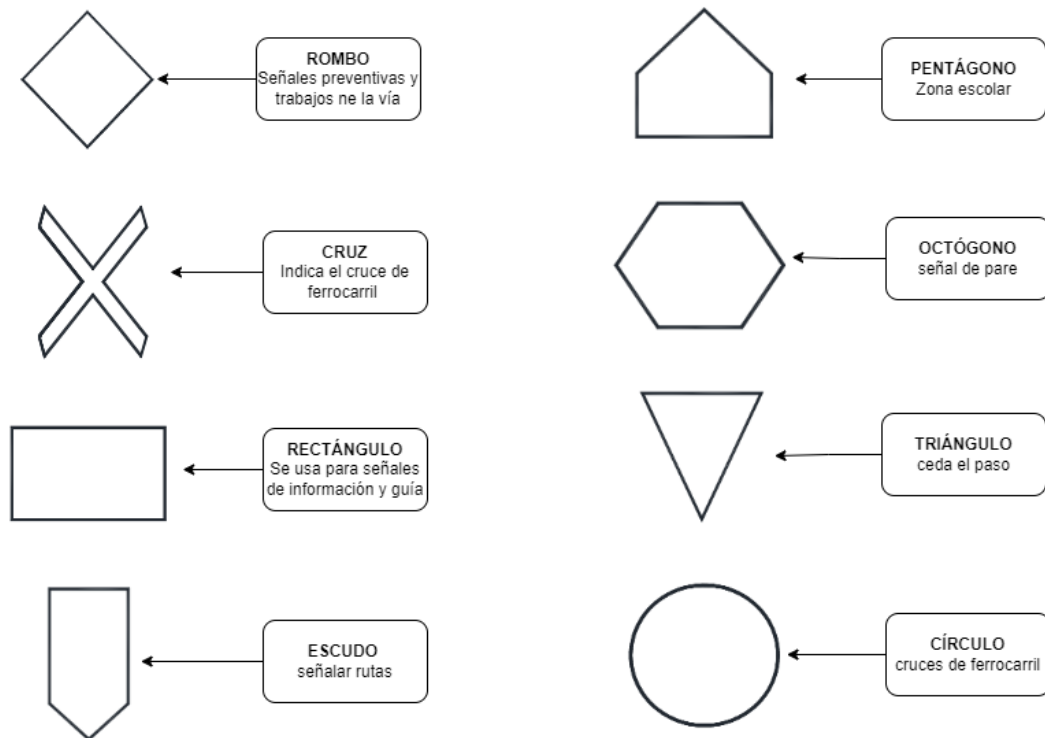 ROMBO
Señales preventivas y
trabajos ne la vía
PENTÁGONO
Zona escolar
CRUZ
Indica el cruce de
ferrocarril
OCTÓGONO
señal de pare
RECTÁNGULO
Se usa para señales
de información y guía
TRIÁNGULO
ceda el paso
ESCUDO
señalar rutas
CÍRCULO
cruces de ferrocarril